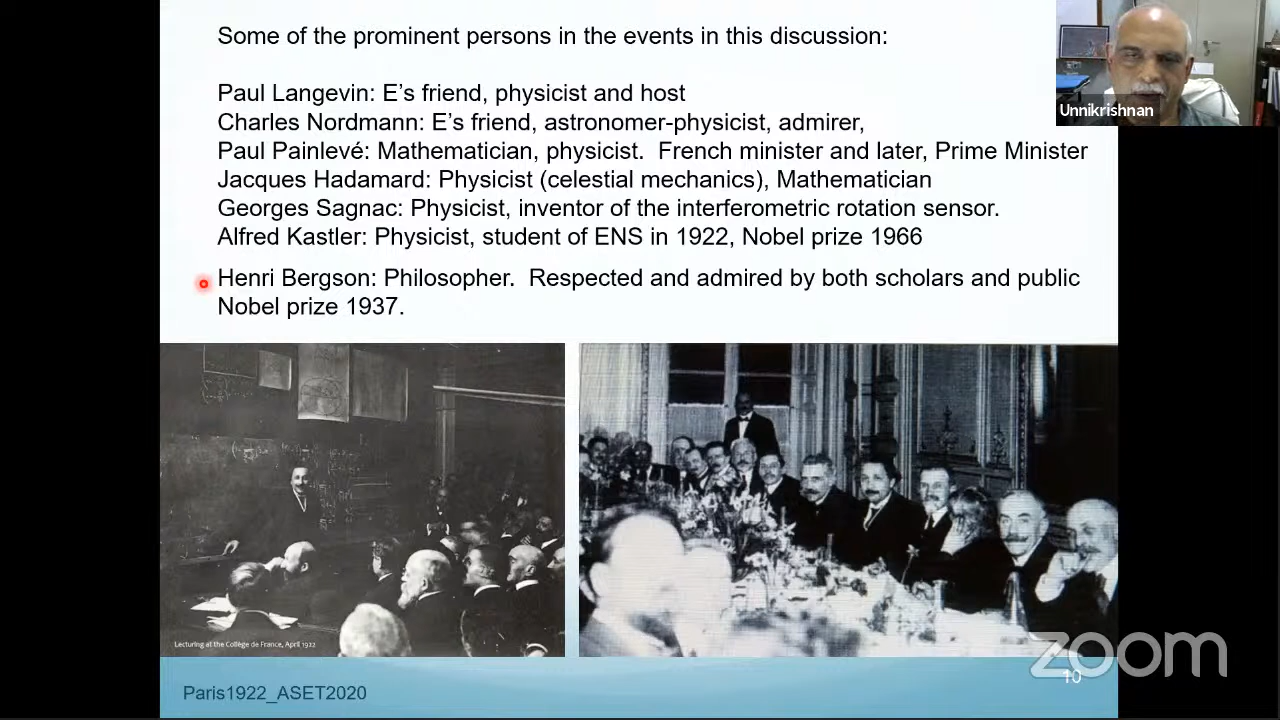 Some of the prominent persons in the events in this discussion:
Unnikrishnan
Paul Langevin: E’s friend, physicist and host
Charles Nordmann: E’s friend, astronomer-physicist, admirer,
Paul Painlevé: Mathematician, physicist.  French minister and later, Prime Minister
Jacques Hadamard: Physicist (celestial mechanics), Mathematician
Georges Sagnac: Physicist, inventor of the interferometric rotation sensor.
Alfred Kastler: Physicist, student of ENS in 1922, Nobel prize 1966
Henri Bergson: Philosopher.  Respected and admired by both scholars and public
Nobel prize 1937.
Lecturing at the Collège de France, April 1922
zoom
10
Paris1922_ASET2020